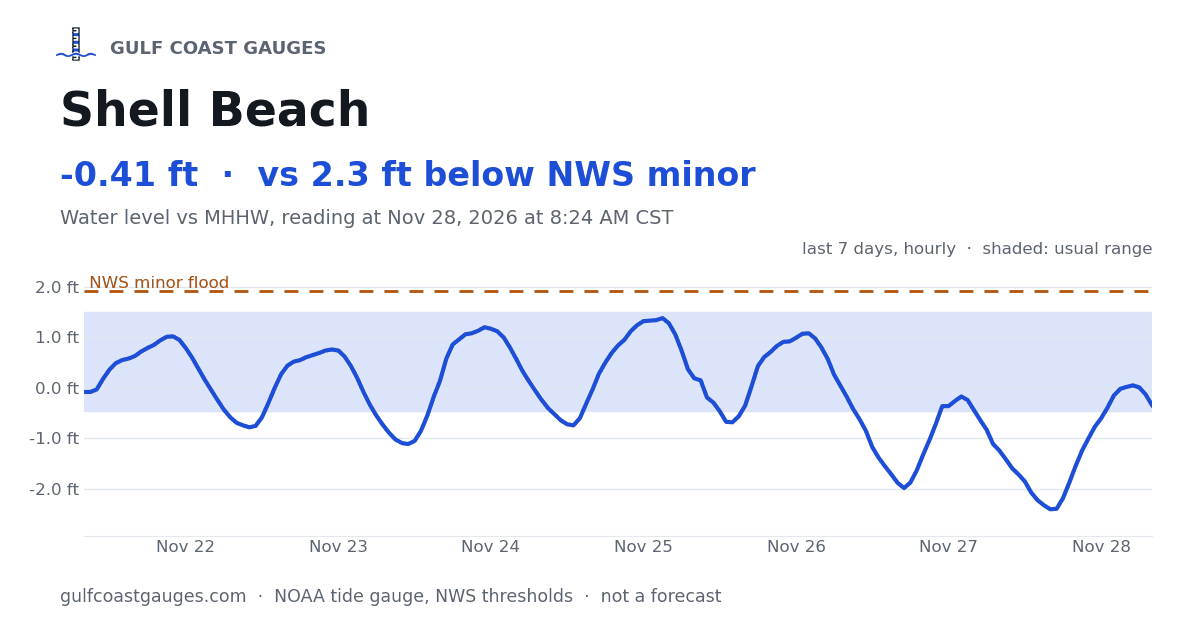 GULF COAST GAUGES
Shell Beach
-0.41 ft · vs 2.3 ft below NWS minor
Water level vs MHHW, reading at Nov 28, 2026 at 8:24 AM CST
last 7 days, hourly · shaded: usual range
NWS minor flood
2.0 ft
1.0 ft
0.0 ft
-1.0 ft
-2.0 ft
Nov 22 Nov 23 Nov 24 Nov 25 Nov 26 Nov 27 Nov 28
gulfcoastgauges.com · NOAA tide gauge, NWS thresholds · not a forecast